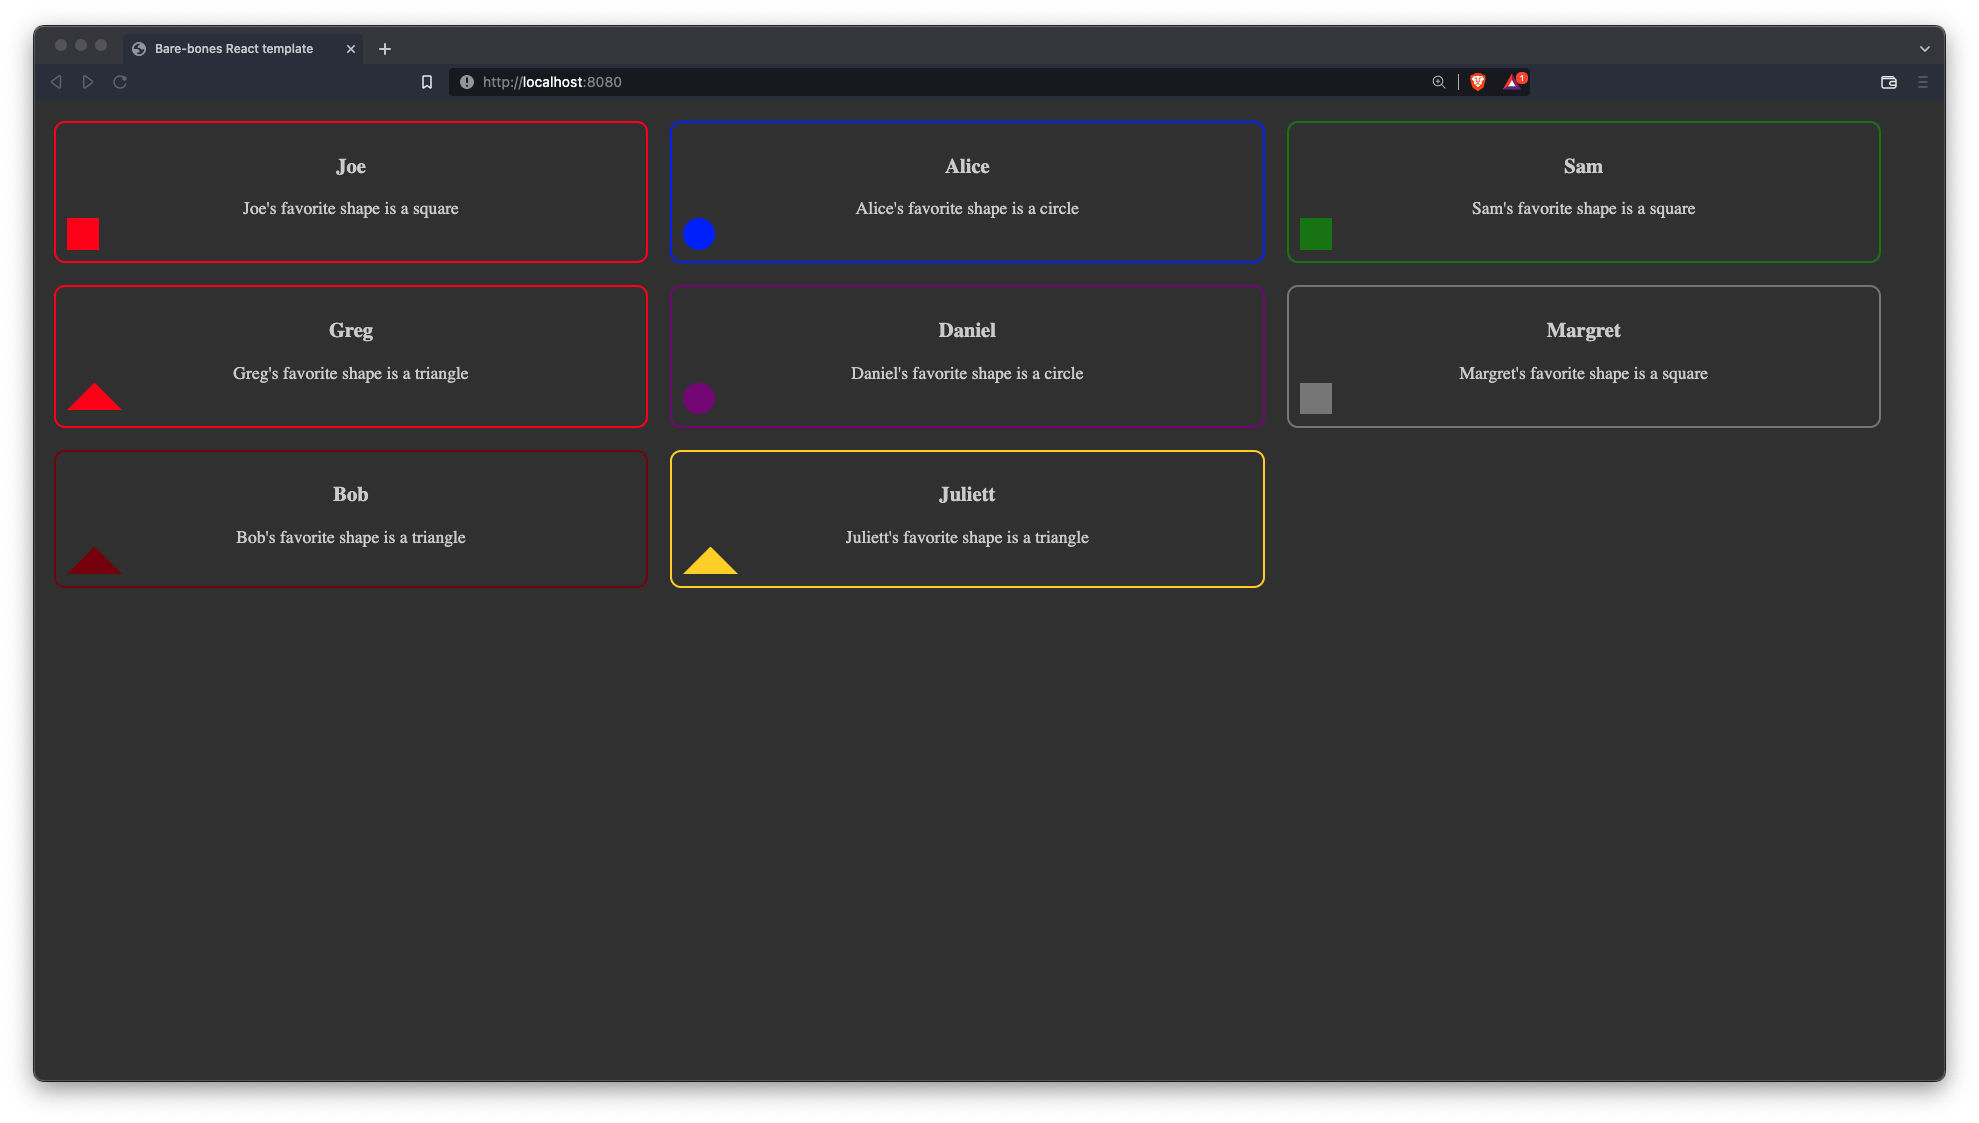 Bare-bones React template
http://localhost:8080
1
Joe
Joe's favorite shape is a square
Alice
Alice's favorite shape is a circle
Sam
Sam's favorite shape is a square
Greg
Greg's favorite shape is a triangle
Daniel
Daniel's favorite shape is a circle
Margret
Margret's favorite shape is a square
Bob
Bob's favorite shape is a triangle
Juliett
Juliett's favorite shape is a triangle